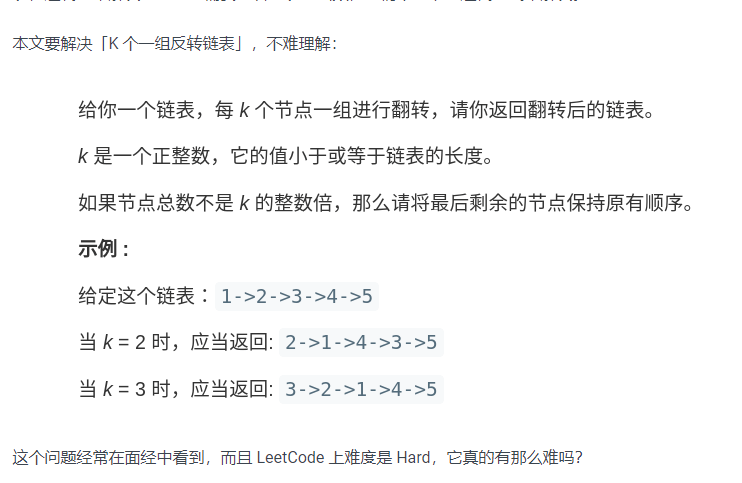 本文要解决「K 个一组反转链表」，不难理解：
给你一个链表，每 k 个节点一组进行翻转，请你返回翻转后的链表。
k 是一个正整数，它的值小于或等于链表的长度。
如果节点总数不是 k 的整数倍，那么请将最后剩余的节点保持原有顺序。
示例 :
给定这个链表：1->2->3->4->5
当 k = 2 时，应当返回: 2->1->4->3->5
当 k = 3 时，应当返回: 3->2->1->4->5
这个问题经常在面经中看到，而且 LeetCode 上难度是 Hard，它真的有那么难吗？